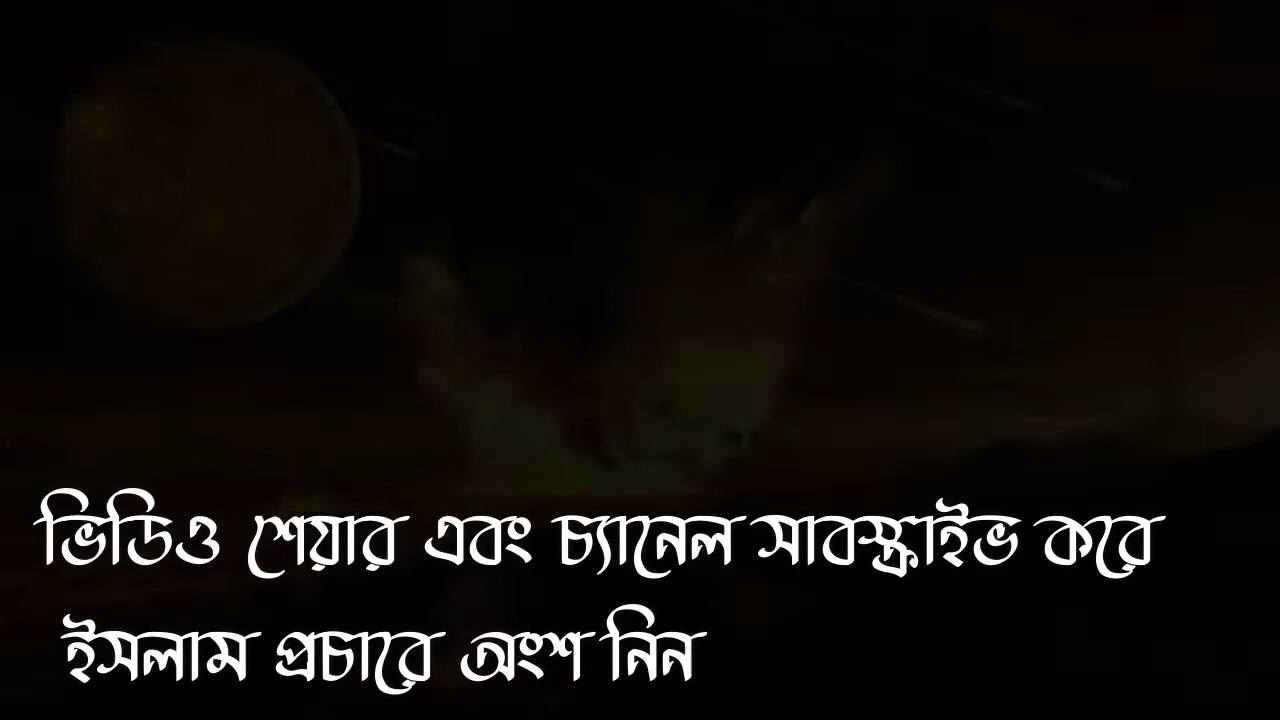 ভিডিও শেয়ার এবং চ্যানেল সাবস্ক্রাইভ করে
ইসলাম প্রচারে অংশ নিন